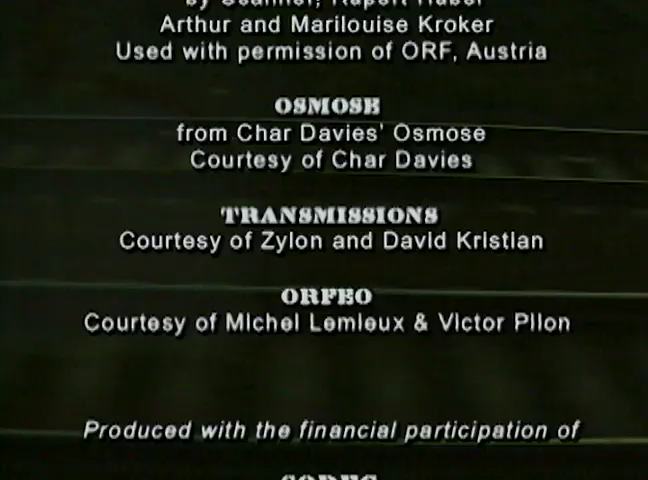 Arthur and Marilouise Kroker
Used with permission of ORF, Austria
OSMOSE
from Char Davies' Osmose
Courtesy of Char Davies
TRANSMISSIONS
Courtesy of Zylon and David Kristian
ORFEO
Courtesy of Michel Lemieux & Victor Pilon
Produced with the financial participation of